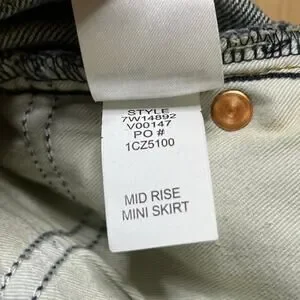 STYLE
7W14892
V00147
PO #
1CZ5100
MID RISE
MINI SKIRT